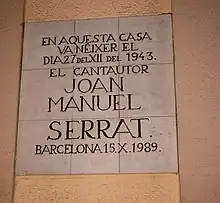 EN AQUESTA CASA
VA NÉIXER EL
DIA 27 DEL XII DEL 1943.
EL CANTAUTOR
JOAN
MANUEL
SERRAT.
BARCELONA 15.X.1989.